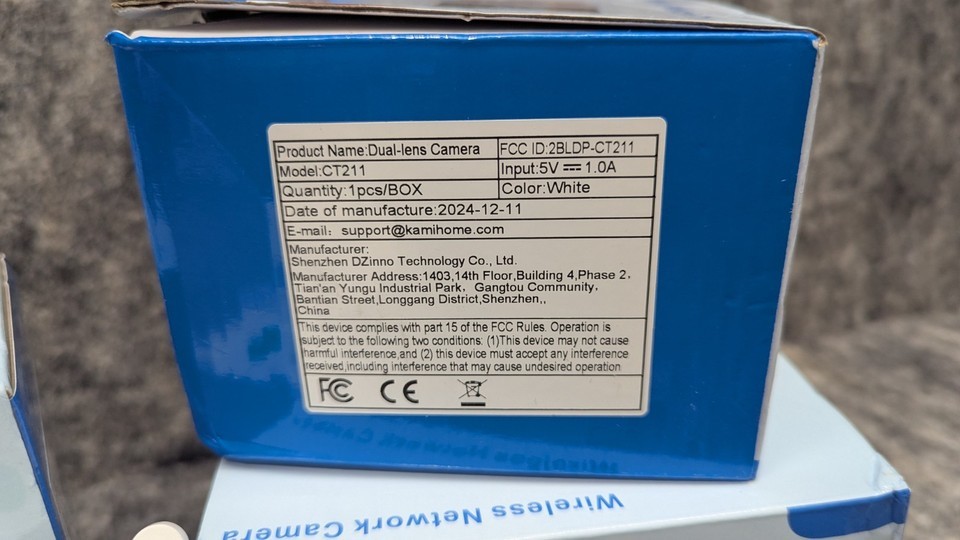 Product Name:Dual-lens Camera FCC ID:2BLDP-CT211
Model:CT211 Input:5V 1.0A
Quantity:1pcs/BOX Color:White
Date of manufacture:2024-12-11
E-mail: support@kamihome.com
Manufacturer:
Shenzhen DZinno Technology Co., Ltd.
Manufacturer Address:1403,14th Floor,Building 4,Phase 2,
Tian'an Yungu Industrial Park, Gangtou Community,
Bantian Street,Longgang District,Shenzhen,,
China
This device complies with part 15 of the FCC Rules. Operation is
subject to the following two conditions: (1)This device may not cause
harmful interference,and (2) this device must accept any interference
received,including interference that may cause undesired operation
FC CE
Wireless Network Camera